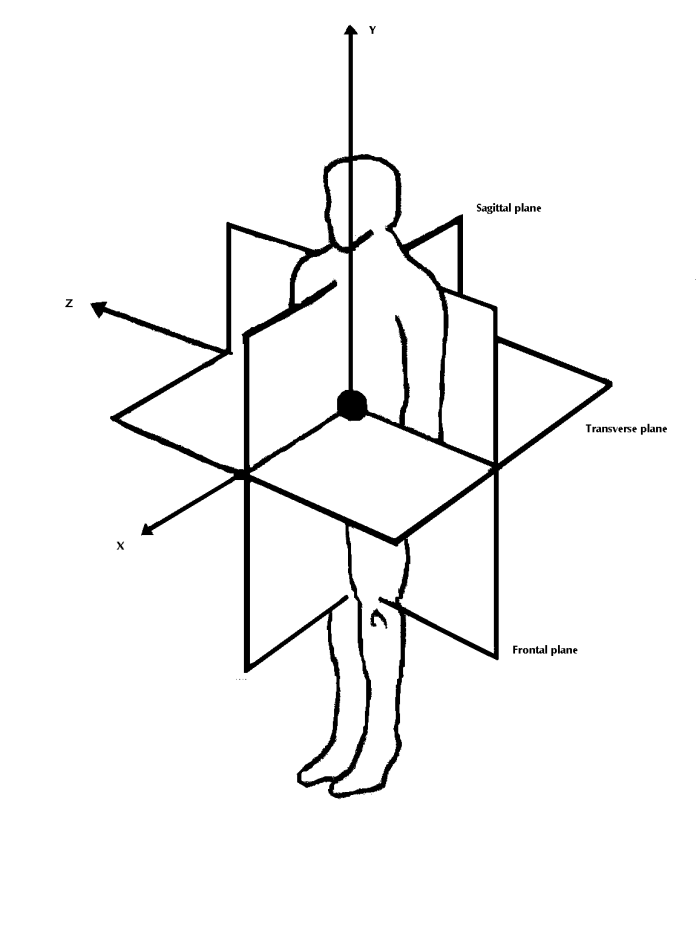 Y
Sagittal plane
Z
Transverse plane
X
Frontal plane